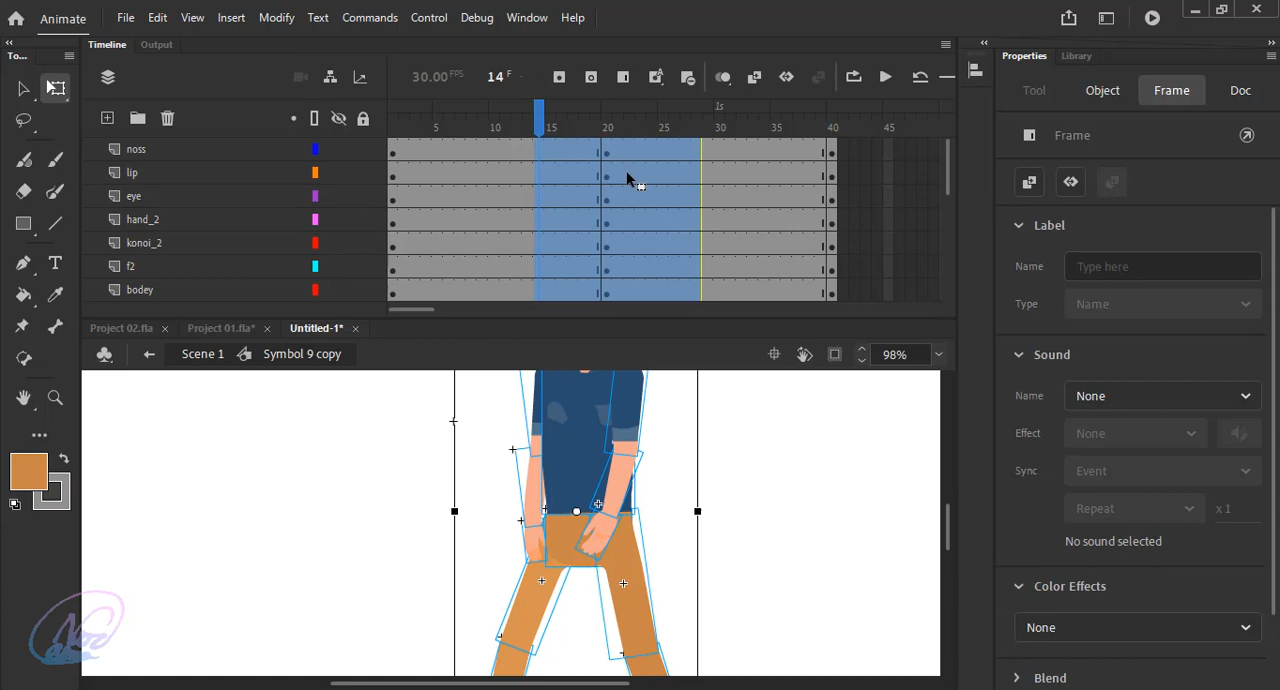 Animate File Edit View Insert Modify Text Commands Control Debug Window Help
To... Timeline Output Properties Library
30.00 FPS 14 F Tool Object Frame Doc
1s
5 10 15 20 25 30 35 40 45
Frame
noss
lip
eye
hand_2
konoi_2
f2
bodey
Label
Name Type here
Type Name
Project 02.fla × Project 01.fla* × Untitled-1* ×
Scene 1 Symbol 9 copy 98%
Sound
Name None
Effect None
Sync Event
Repeat x 1
No sound selected
Color Effects
None
Blend